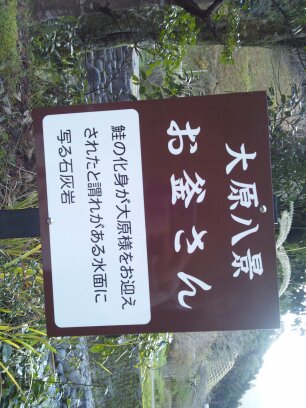 大原八景
お釜さん
鮭の化身が大原様をお迎え
されたと謂れがある水面に
写る石灰岩